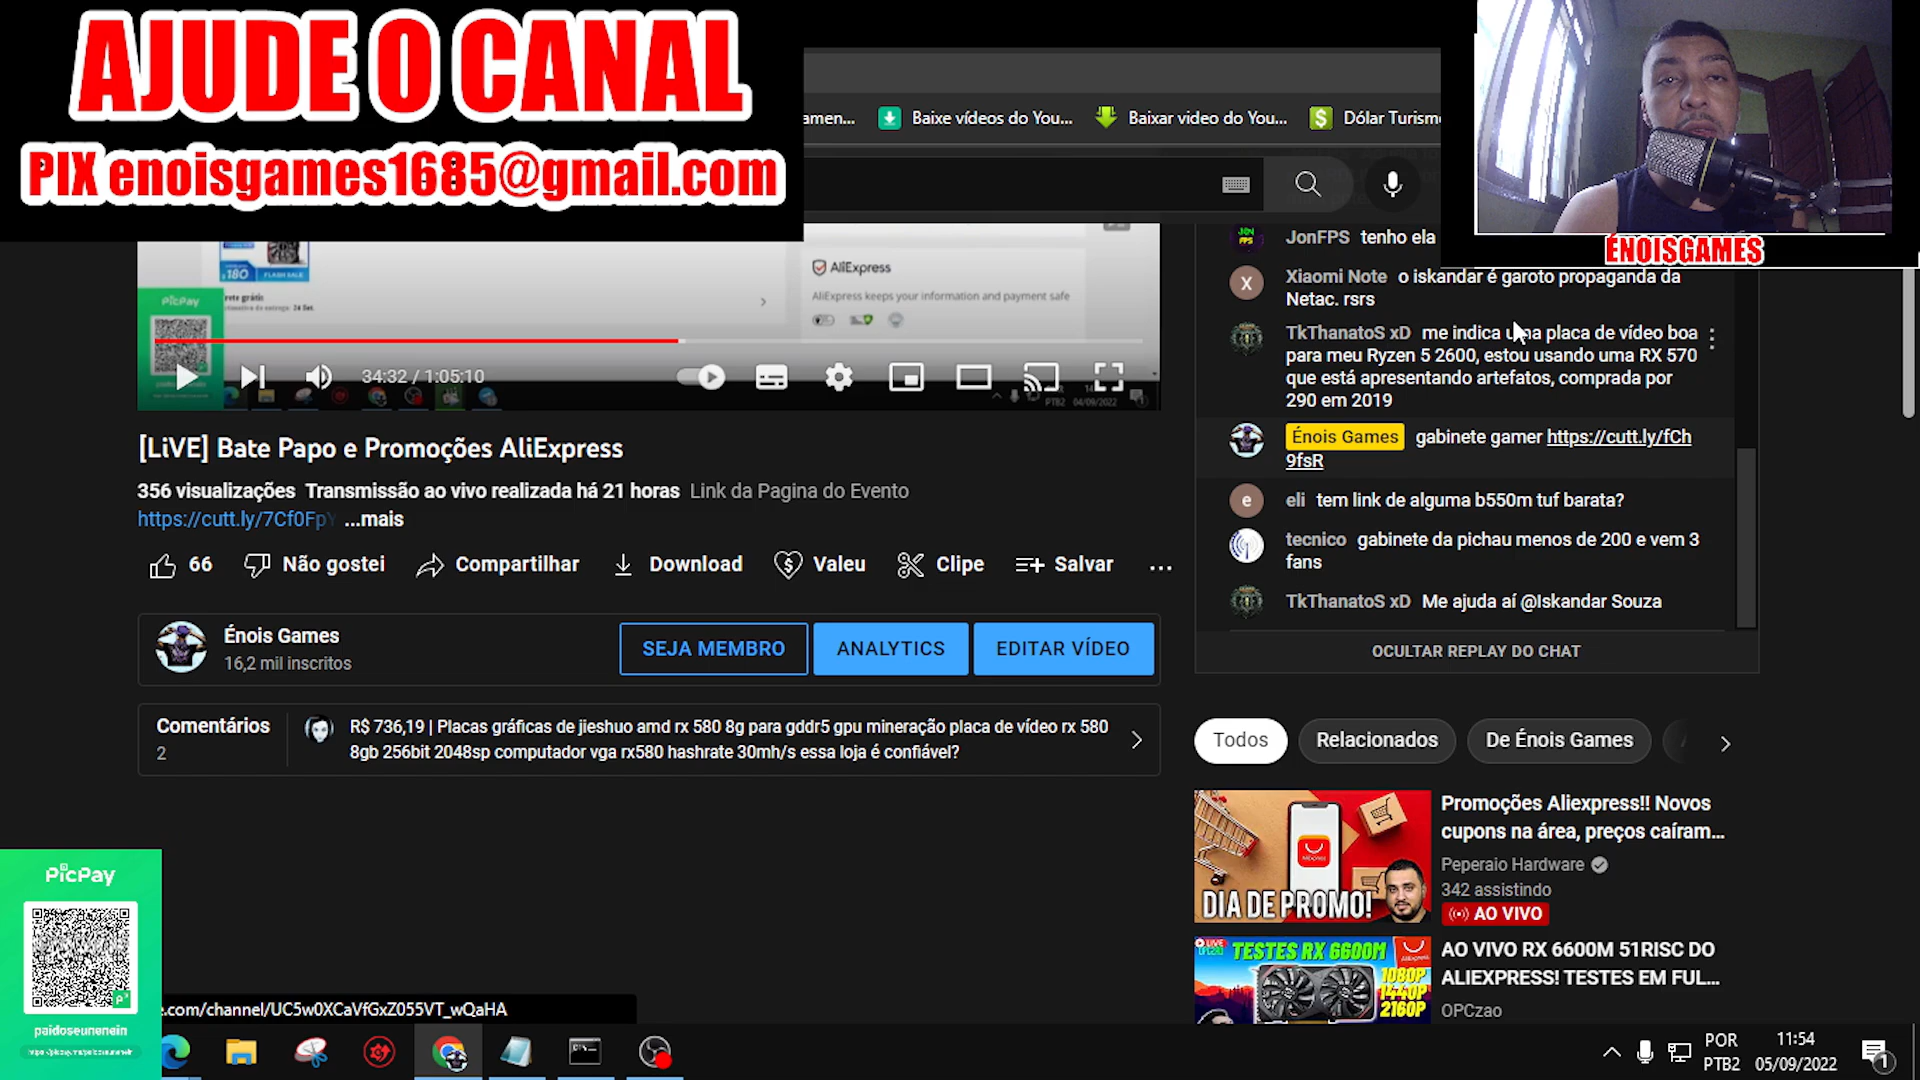 AJUDE O CANAL
PIX enoisgames1685@gmail.com
amen...
Baixe vídeos do You...
Baixar video do You...
Dólar Turismo
ÉNOISGAMES
180 FLASH SALE
PicPay
AliExpress
AliExpress keeps your information and payment safe
34:32 / 1:05:10
PTB2 04/09/2022
JonFPS tenho ela
Xiaomi Note o iskandar é garoto propaganda da
Netac. rsrs
TkThanatoS xD me indica uma placa de vídeo boa
para meu Ryzen 5 2600, estou usando uma RX 570
que está apresentando artefatos, comprada por
290 em 2019
Énois Games gabinete gamer https://cutt.ly/fCh
9fsR
eli tem link de alguma b550m tuf barata?
tecnico gabinete da pichau menos de 200 e vem 3
fans
TkThanatoS xD Me ajuda aí @Iskandar Souza
OCULTAR REPLAY DO CHAT
[LiVE] Bate Papo e Promoções AliExpress
356 visualizações Transmissão ao vivo realizada há 21 horas Link da Pagina do Evento
https://cutt.ly/7Cf0FpY ...mais
66 Não gostei Compartilhar Download Valeu Clipe Salvar ...
Énois Games
16,2 mil inscritos
SEJA MEMBRO
ANALYTICS
EDITAR VÍDEO
Comentários
2
R$ 736,19 | Placas gráficas de jieshuo amd rx 580 8g para gddr5 gpu mineração placa de vídeo rx 580
8gb 256bit 2048sp computador vga rx580 hashrate 30mh/s essa loja é confiável?
Todos
Relacionados
De Énois Games
DIA DE PROMO!
Promoções Aliexpress!! Novos
cupons na área, preços caíram...
Peperaio Hardware
342 assistindo
AO VIVO
TESTES RX 6600M
1080P
1440P
2160P
AO VIVO RX 6600M 51RISC DO
ALIEXPRESS! TESTES EM FUL...
OPCzao
PicPay
paidoseunenein
e.com/channel/UC5w0XCaVfGxZ055VT_wQaHA
POR
PTB2
11:54
05/09/2022
1